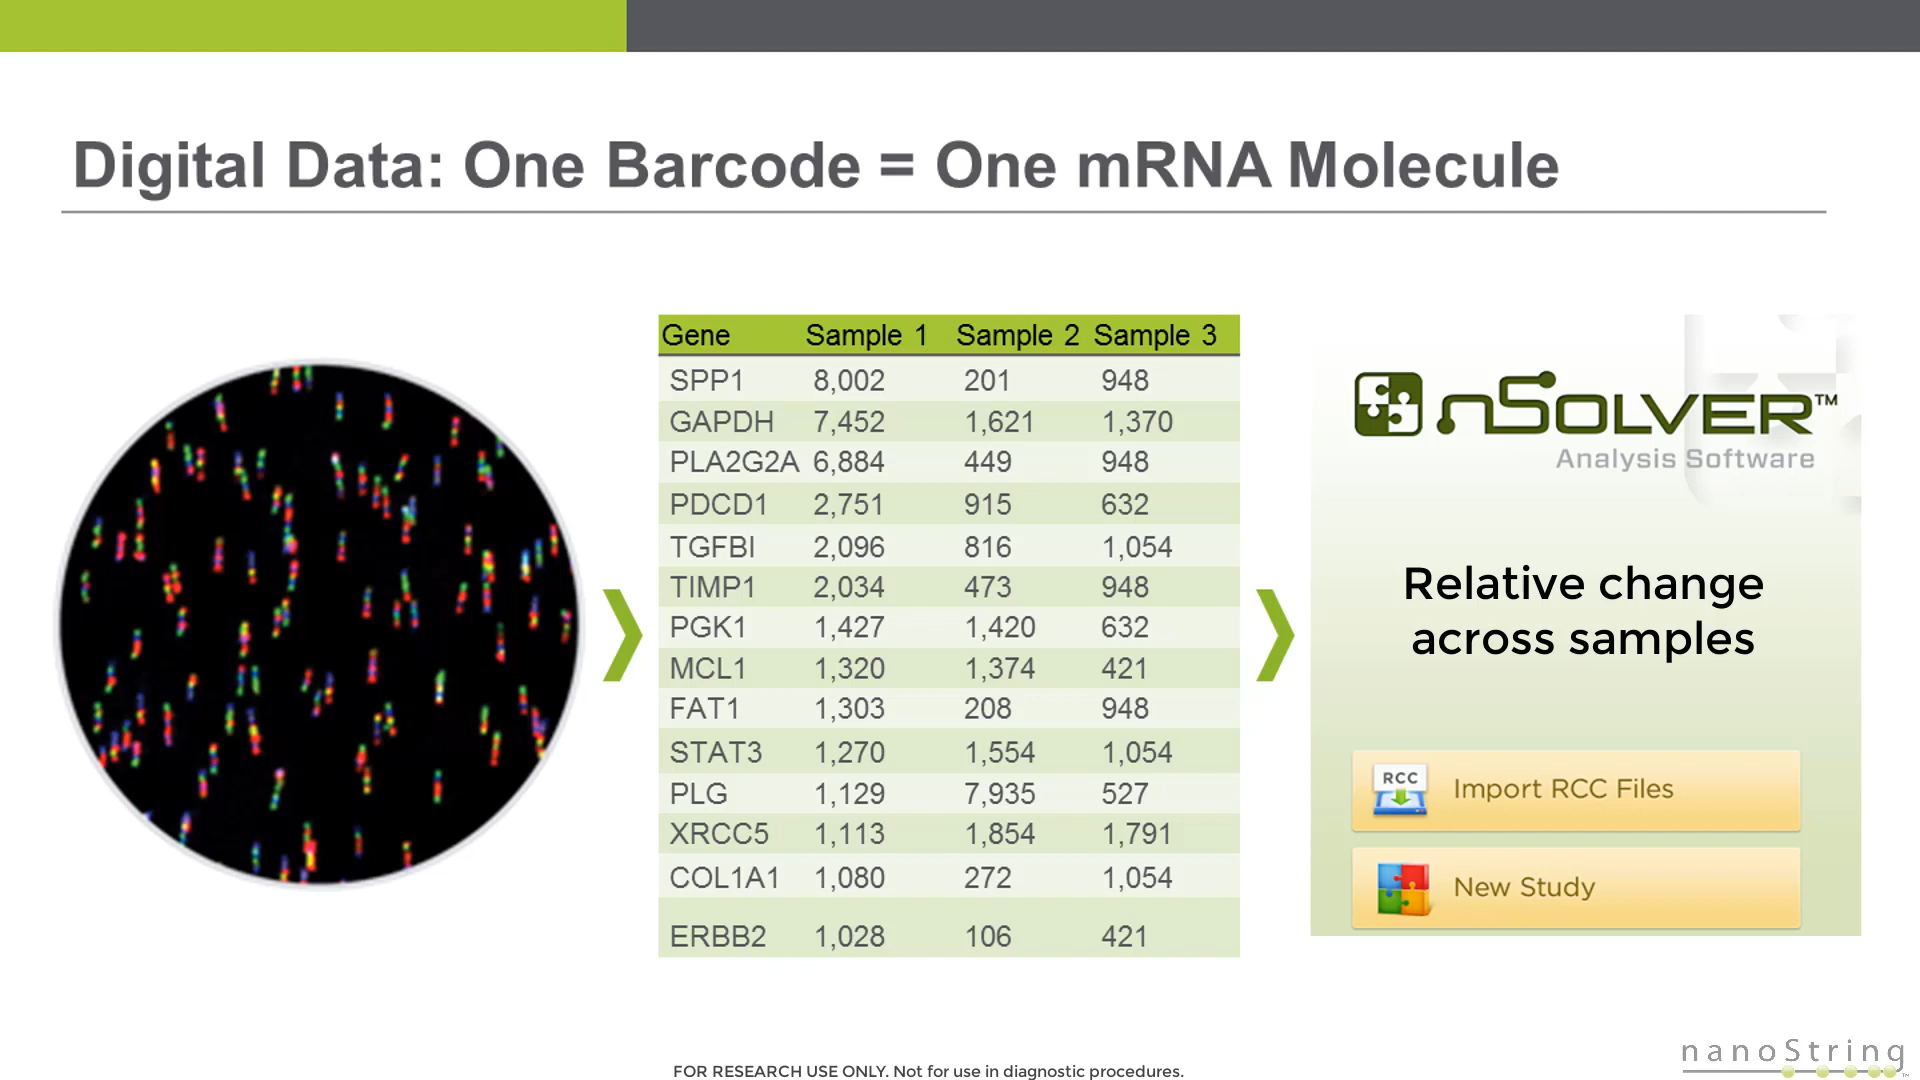 Digital Data: One Barcode = One mRNA Molecule
Gene Sample 1 Sample 2 Sample 3
SPP1 8,002 201 948
GAPDH 7,452 1,621 1,370
PLA2G2A 6,884 449 948
PDCD1 2,751 915 632
TGFBI 2,096 816 1,054
TIMP1 2,034 473 948
PGK1 1,427 1,420 632
MCL1 1,320 1,374 421
FAT1 1,303 208 948
STAT3 1,270 1,554 1,054
PLG 1,129 7,935 527
XRCC5 1,113 1,854 1,791
COL1A1 1,080 272 1,054
ERBB2 1,028 106 421
nSOLVER™
Analysis Software
Relative change
across samples
RCC Import RCC Files
New Study
nanoString™
FOR RESEARCH USE ONLY. Not for use in diagnostic procedures.